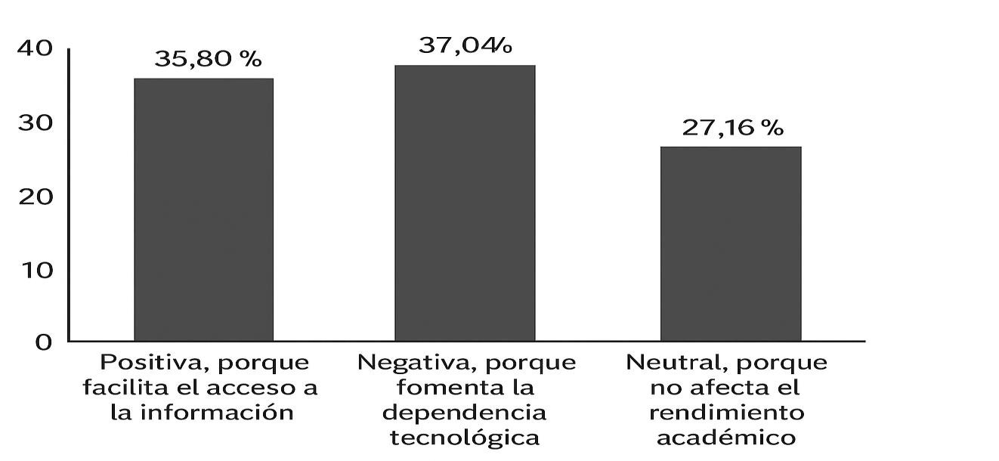 40
35,80 %
37,04%
30
27,16 %
20
10
0
Positiva, porque
facilita el acceso a
la información
Negativa, porque
fomenta la
dependencia
tecnológica
Neutral, porque
no afecta el
rendimiento
académico